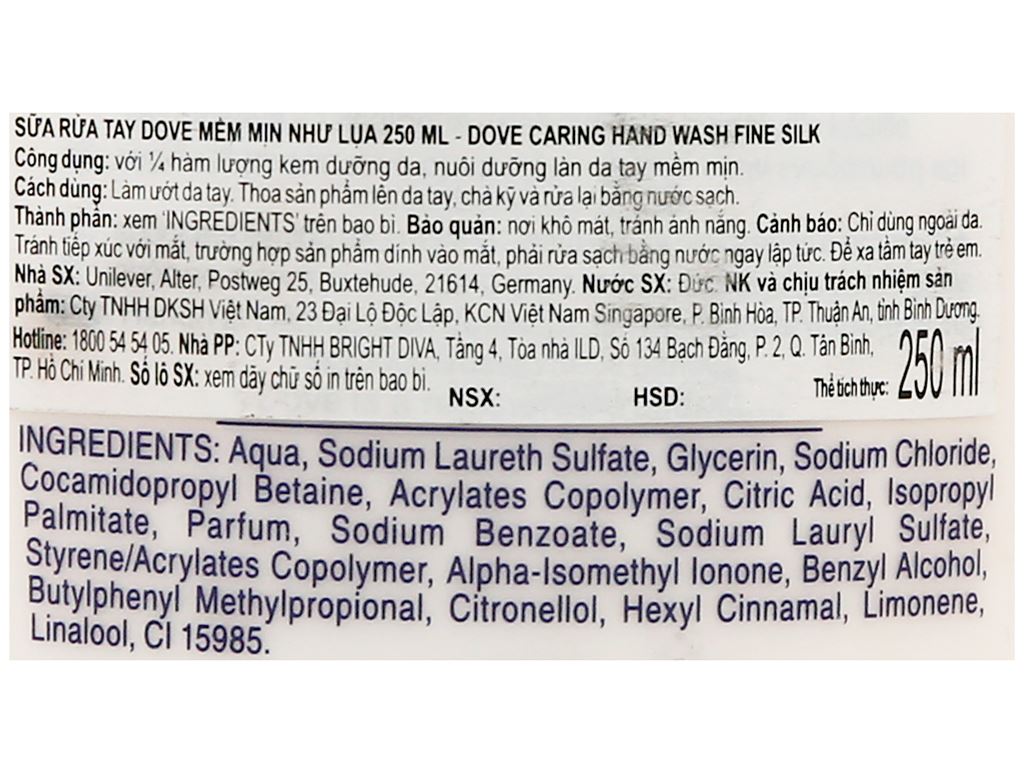 SỮA RỬA TAY DOVE MỀM MỊN NHƯ LỤA 250 ML - DOVE CARING HAND WASH FINE SILK
Công dụng: với ¼ hàm lượng kem dưỡng da, nuôi dưỡng làn da tay mềm mịn.
Cách dùng: Làm ướt da tay. Thoa sản phẩm lên da tay, chà kỹ và rửa lại bằng nước sạch.
Thành phần: xem 'INGREDIENTS' trên bao bì. Bảo quản: nơi khô mát, tránh ánh nắng. Cảnh báo: Chỉ dùng ngoài da.
Tránh tiếp xúc với mắt, trường hợp sản phẩm dính vào mắt, phải rửa sạch bằng nước ngay lập tức. Để xa tầm tay trẻ em.
Nhà SX: Unilever, Alter, Postweg 25, Buxtehude, 21614, Germany. Nước SX: Đức. NK và chịu trách nhiệm sản
phẩm: Cty TNHH DKSH Việt Nam, 23 Đại Lộ Độc Lập, KCN Việt Nam Singapore, P. Bình Hòa, TP. Thuận An, tỉnh Bình Dương.
Hotline: 1800 54 54 05. Nhà PP: CTy TNHH BRIGHT DIVA, Tầng 4, Tòa nhà ILD, Số 134 Bạch Đằng, P. 2, Q. Tân Bình,
TP. Hồ Chí Minh. Số lô SX: xem dãy chữ số in trên bao bì.
NSX: HSD: Thể tích thực: 250 ml
INGREDIENTS: Aqua, Sodium Laureth Sulfate, Glycerin, Sodium Chloride,
Cocamidopropyl Betaine, Acrylates Copolymer, Citric Acid, Isopropyl
Palmitate, Parfum, Sodium Benzoate, Sodium Lauryl Sulfate,
Styrene/Acrylates Copolymer, Alpha-Isomethyl Ionone, Benzyl Alcohol,
Butylphenyl Methylpropional, Citronellol, Hexyl Cinnamal, Limonene,
Linalool, CI 15985.